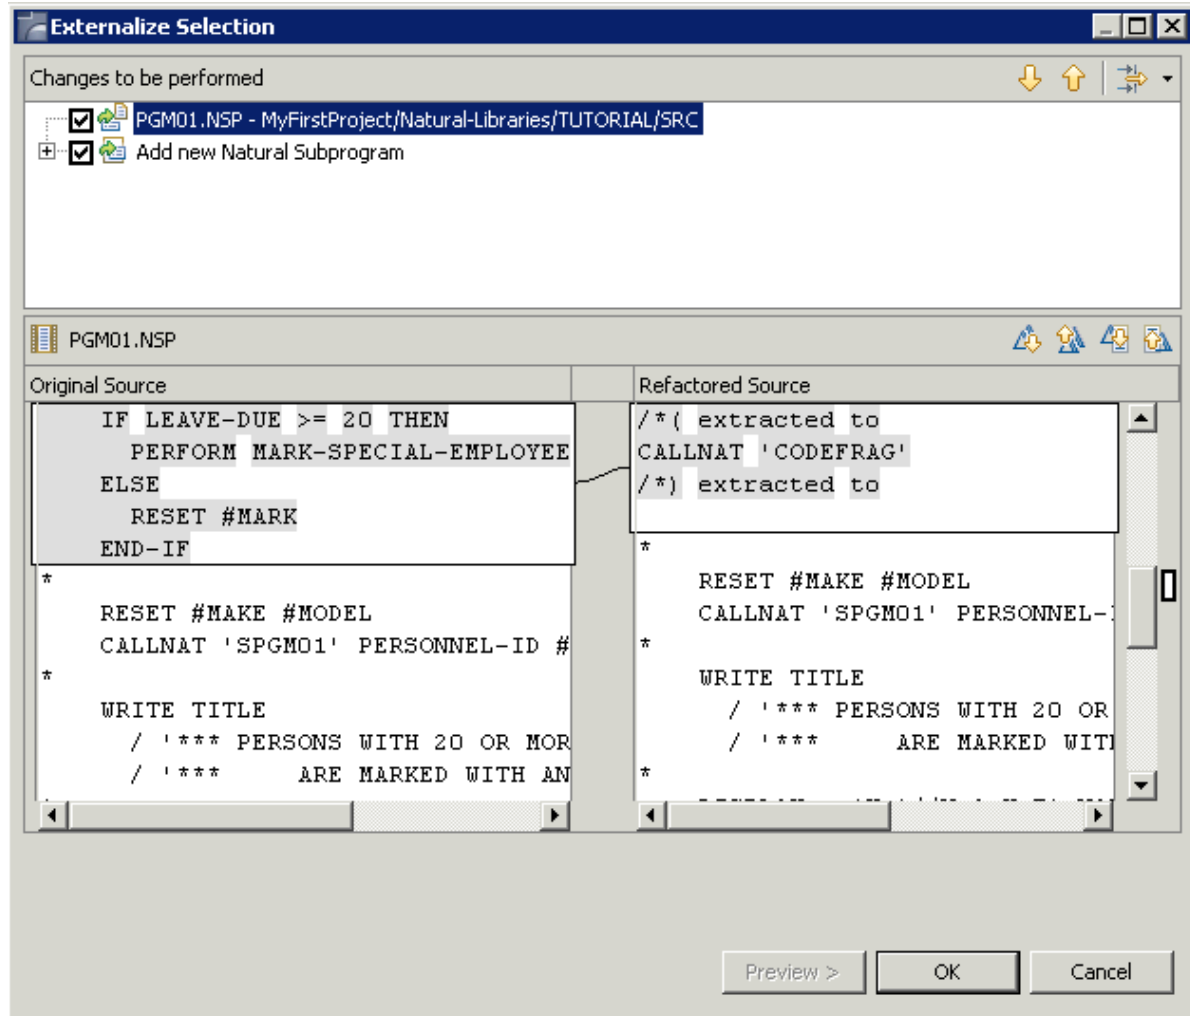 Externalize Selection
Changes to be performed
PGM01.NSP - MyFirstProject/Natural-Libraries/TUTORIAL/SRC
Add new Natural Subprogram
PGM01.NSP
Original Source
IF LEAVE-DUE >= 20 THEN
PERFORM MARK-SPECIAL-EMPLOYEE
ELSE
RESET #MARK
END-IF
*
RESET #MAKE #MODEL
CALLNAT 'SPGM01' PERSONNEL-ID #
*
WRITE TITLE
/ '*** PERSONS WITH 20 OR MOR
/ '*** ARE MARKED WITH AN
Refactored Source
/*( extracted to
CALLNAT 'CODEFRAG'
/*) extracted to
*
RESET #MAKE #MODEL
CALLNAT 'SPGM01' PERSONNEL-
*
WRITE TITLE
/ '*** PERSONS WITH 20 OR
/ '*** ARE MARKED WIT
*
Preview >
OK
Cancel